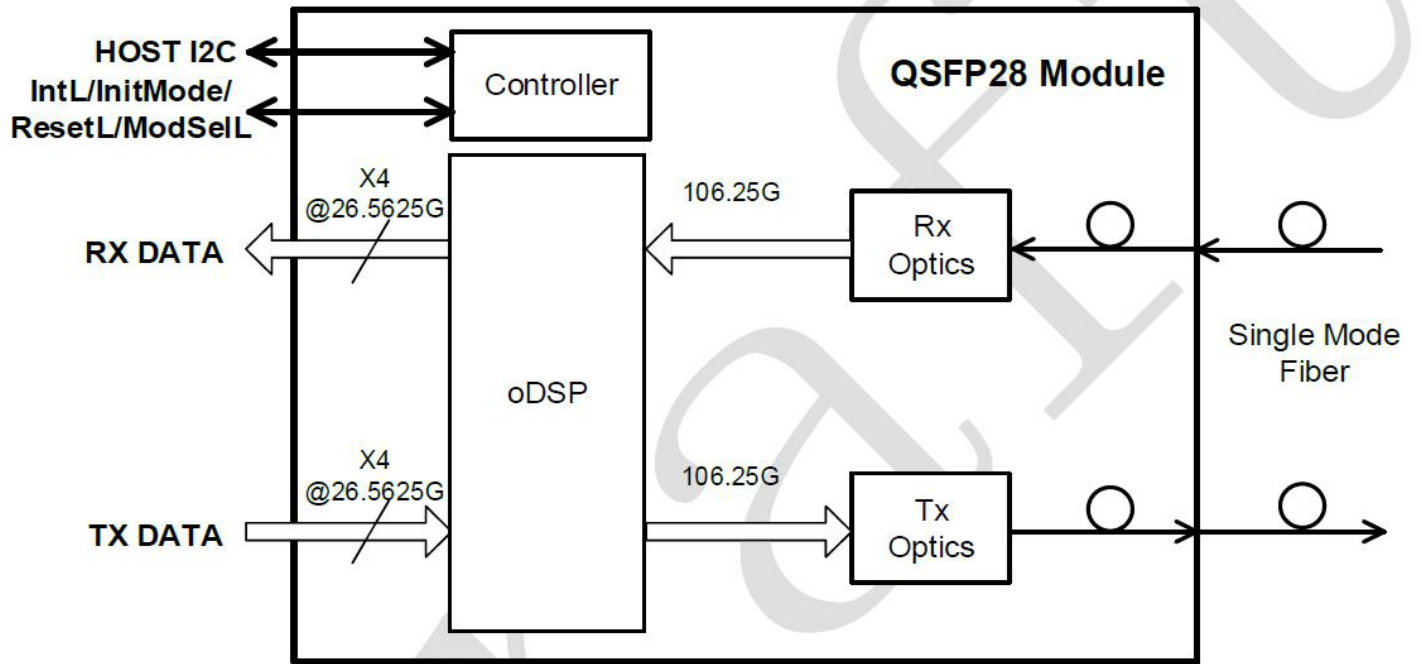 HOST I2C
IntL/InitMode/
ResetL/ModSelL
Controller
QSFP28 Module
X4
@26.5625G
106.25G
RX DATA
Rx
Optics
Single Mode
Fiber
oDSP
X4
@26.5625G
106.25G
TX DATA
Tx
Optics